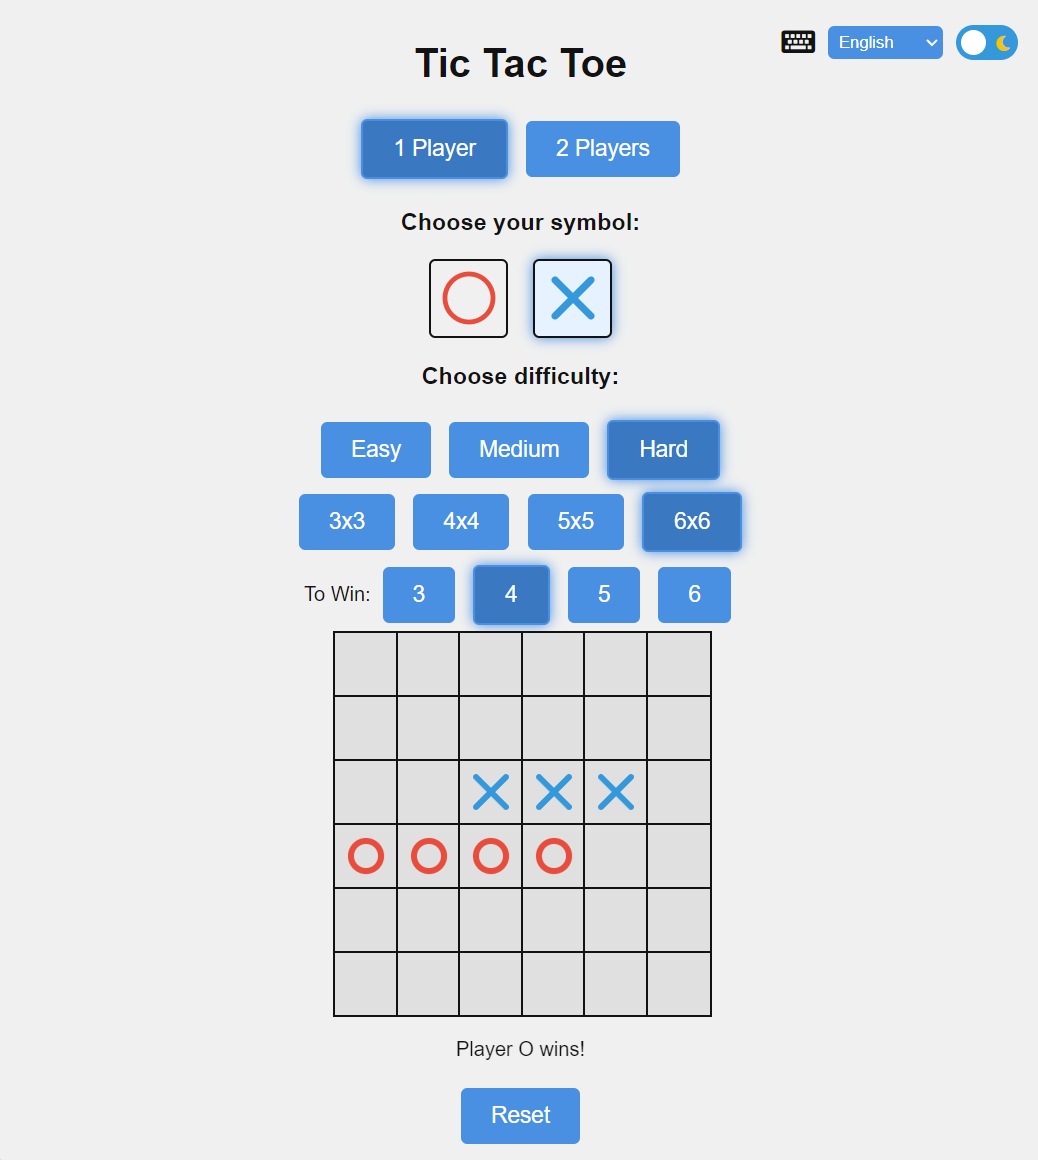 English
Tic Tac Toe
1 Player 2 Players
Choose your symbol:
Choose difficulty:
Easy Medium Hard
3x3 4x4 5x5 6x6
To Win: 3 4 5 6
Player O wins!
Reset